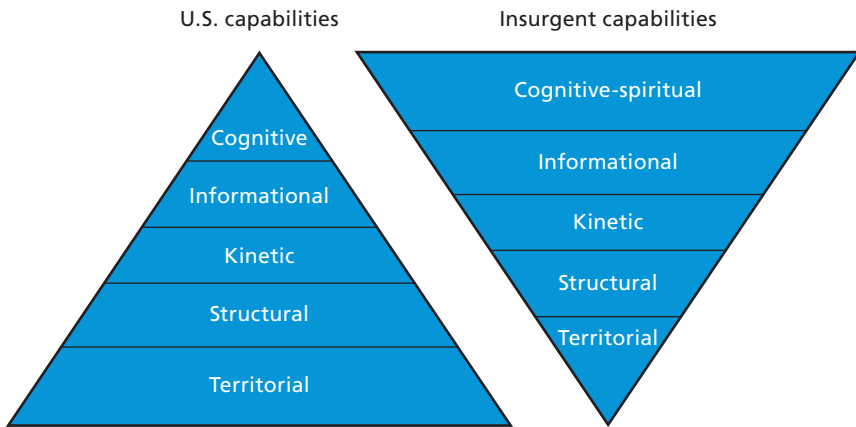 U.S. capabilities
Cognitive
Informational
Kinetic
Structural
Territorial
Insurgent capabilities
Cognitive-spiritual
Informational
Kinetic
Structural
Territorial